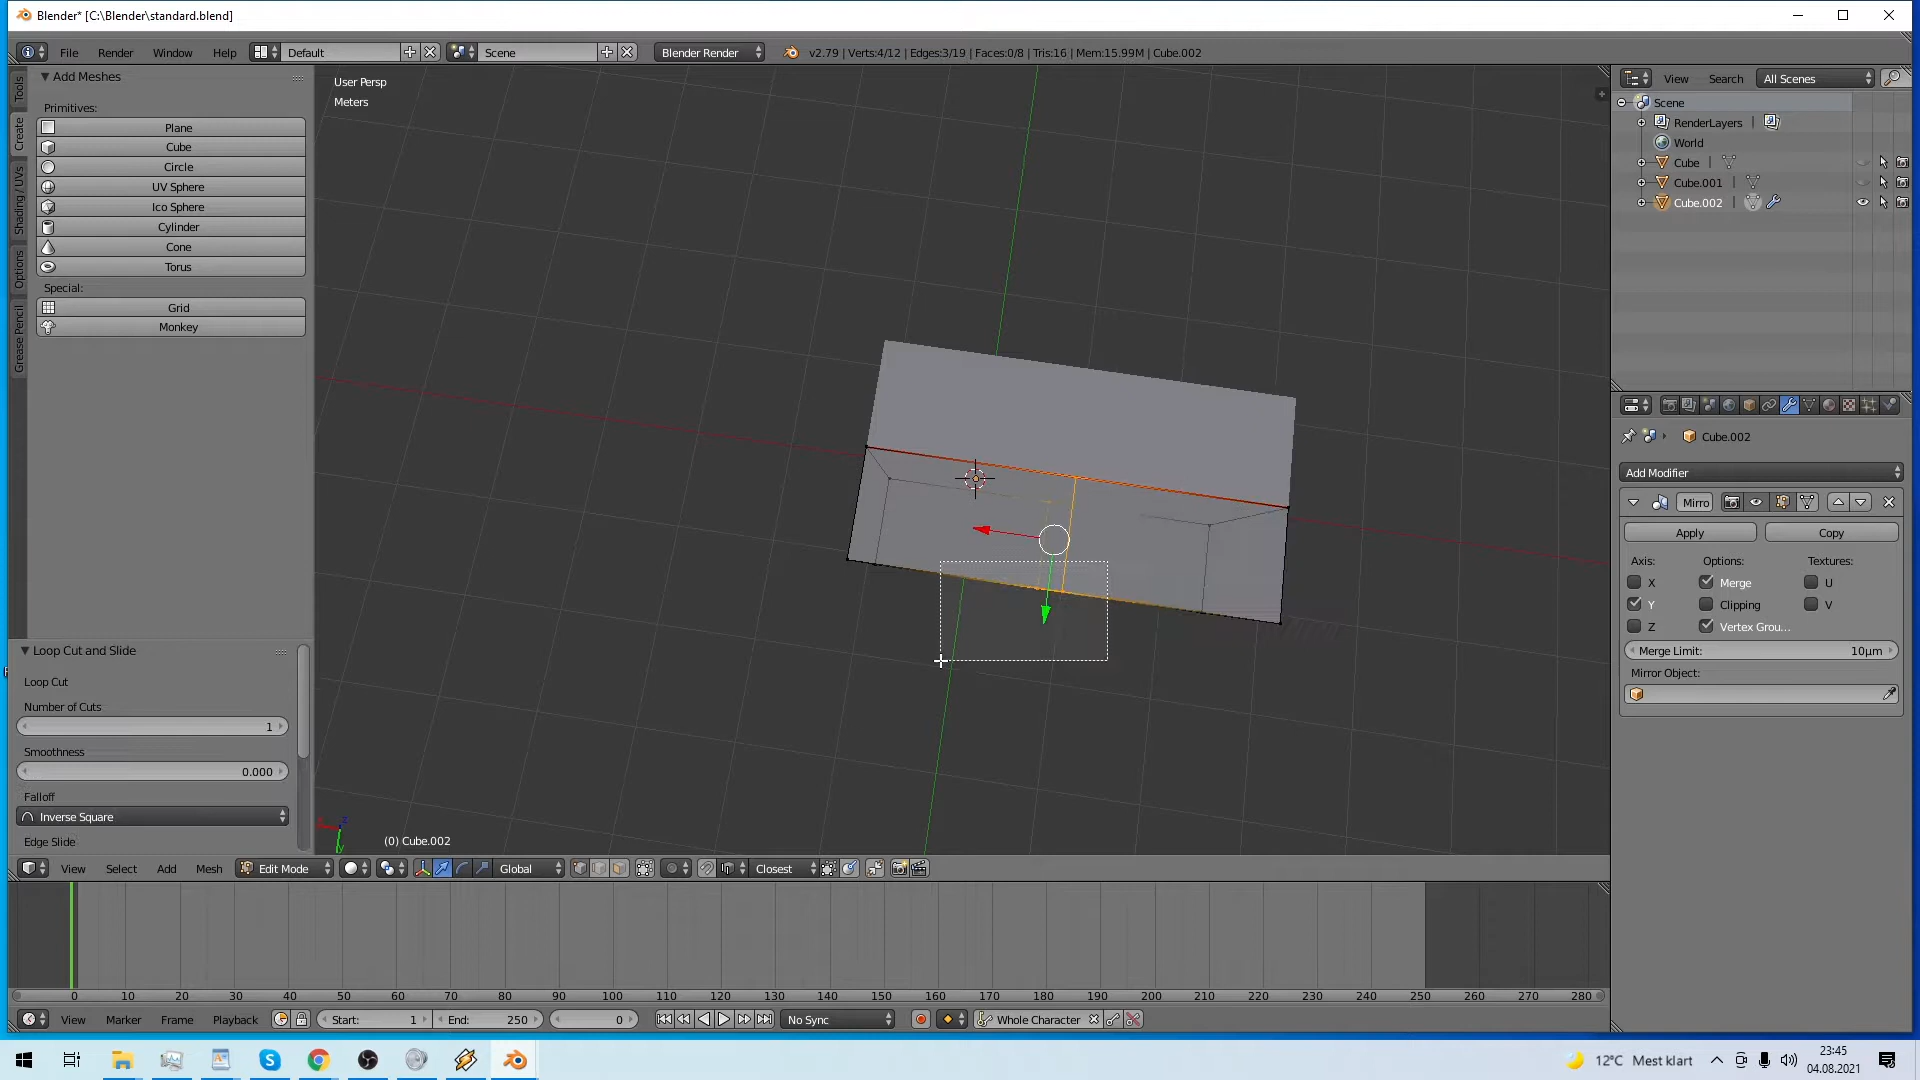 Blender* [C:\Blender\standard.blend]
File Render Window Help Default Scene Blender Render v2.79 | Verts:4/12 | Edges:3/19 | Faces:0/8 | Tris:16 | Mem:15.99M | Cube.002
Add Meshes
Primitives:
Plane
Cube
Circle
UV Sphere
Ico Sphere
Cylinder
Cone
Torus
Special:
Grid
Monkey
Tools
Create
Shading / UVs
Options
Grease Pencil
Loop Cut and Slide
Loop Cut
Number of Cuts
1
Smoothness
0.000
Falloff
Inverse Square
Edge Slide
User Persp
Meters
(0) Cube.002
View Select Add Mesh Edit Mode Global Closest
View Search All Scenes
Scene
RenderLayers |
World
Cube |
Cube.001 |
Cube.002 |
Cube.002
Add Modifier
Mirro
Apply Copy
Axis: Options: Textures:
X Merge U
Y Clipping V
Z Vertex Grou...
Merge Limit: 10µm
Mirror Object:
0 10 20 30 40 50 60 70 80 90 100 110 120 130 140 150 160 170 180 190 200 210 220 230 240 250 260 270 280
View Marker Frame Playback Start: 1 End: 250 0 No Sync Whole Character
12°C Mest klart
23:45
04.08.2021